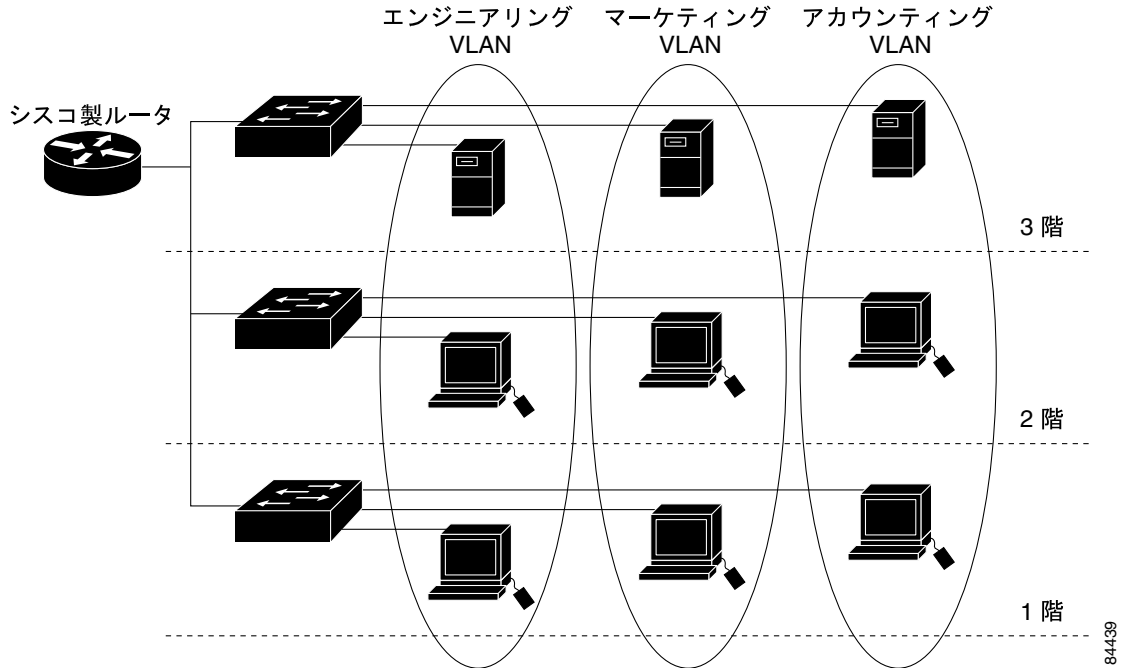 エンジニアリング
VLAN
マーケティング
VLAN
アカウンティング
VLAN
シスコ製ルータ
3 階
2 階
1 階
84439